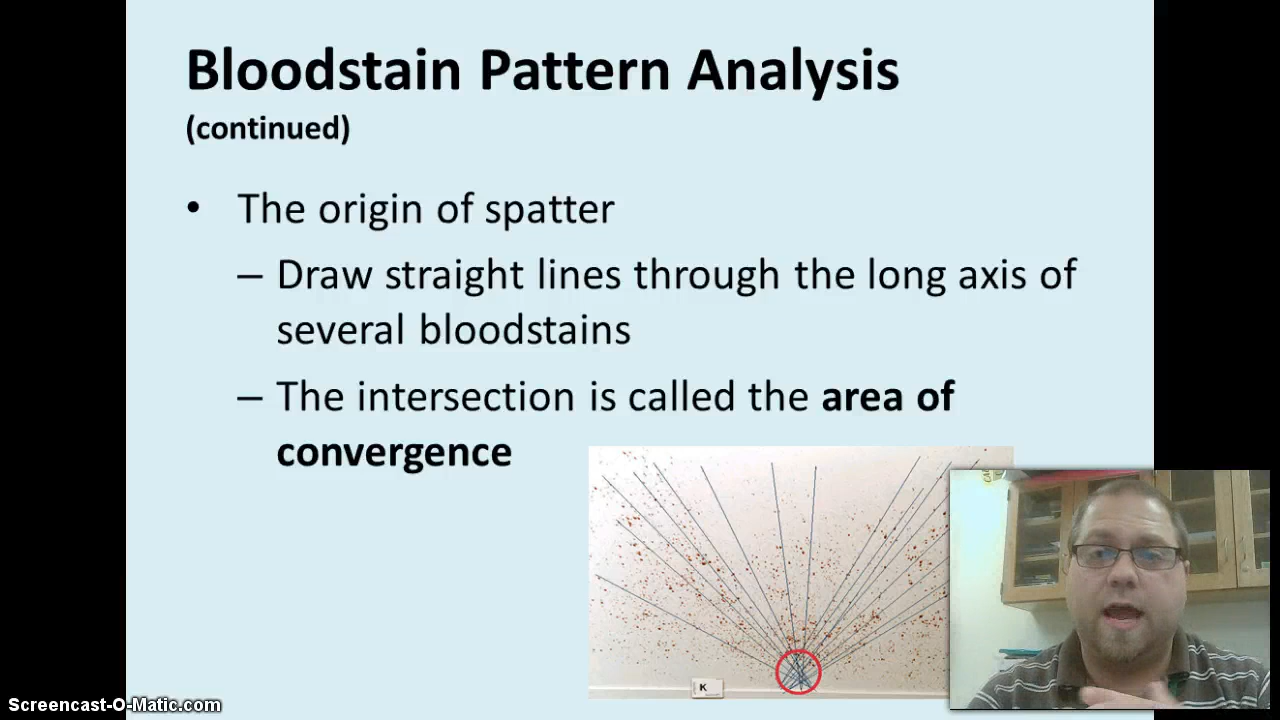 Bloodstain Pattern Analysis
(continued)
• The origin of spatter
– Draw straight lines through the long axis of
several bloodstains
– The intersection is called the area of
convergence
K
Screencast-O-Matic.com